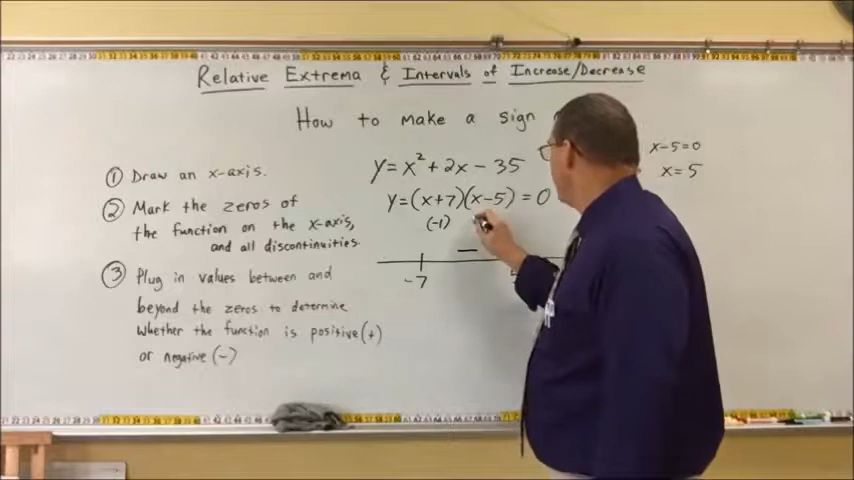 Relative Extrema & Intervals of Increase/Decrease
How to make a sign
① Draw an x-axis.
② Mark the zeros of
the function on the x-axis,
and all discontinuities.
③ Plug in values between and
beyond the zeros to determine
whether the function is positive (+)
or negative (-)
y=x²+2x-35
y=(x+7)(x-5)=0
(-1)
—
-7
x-5=0
x=5